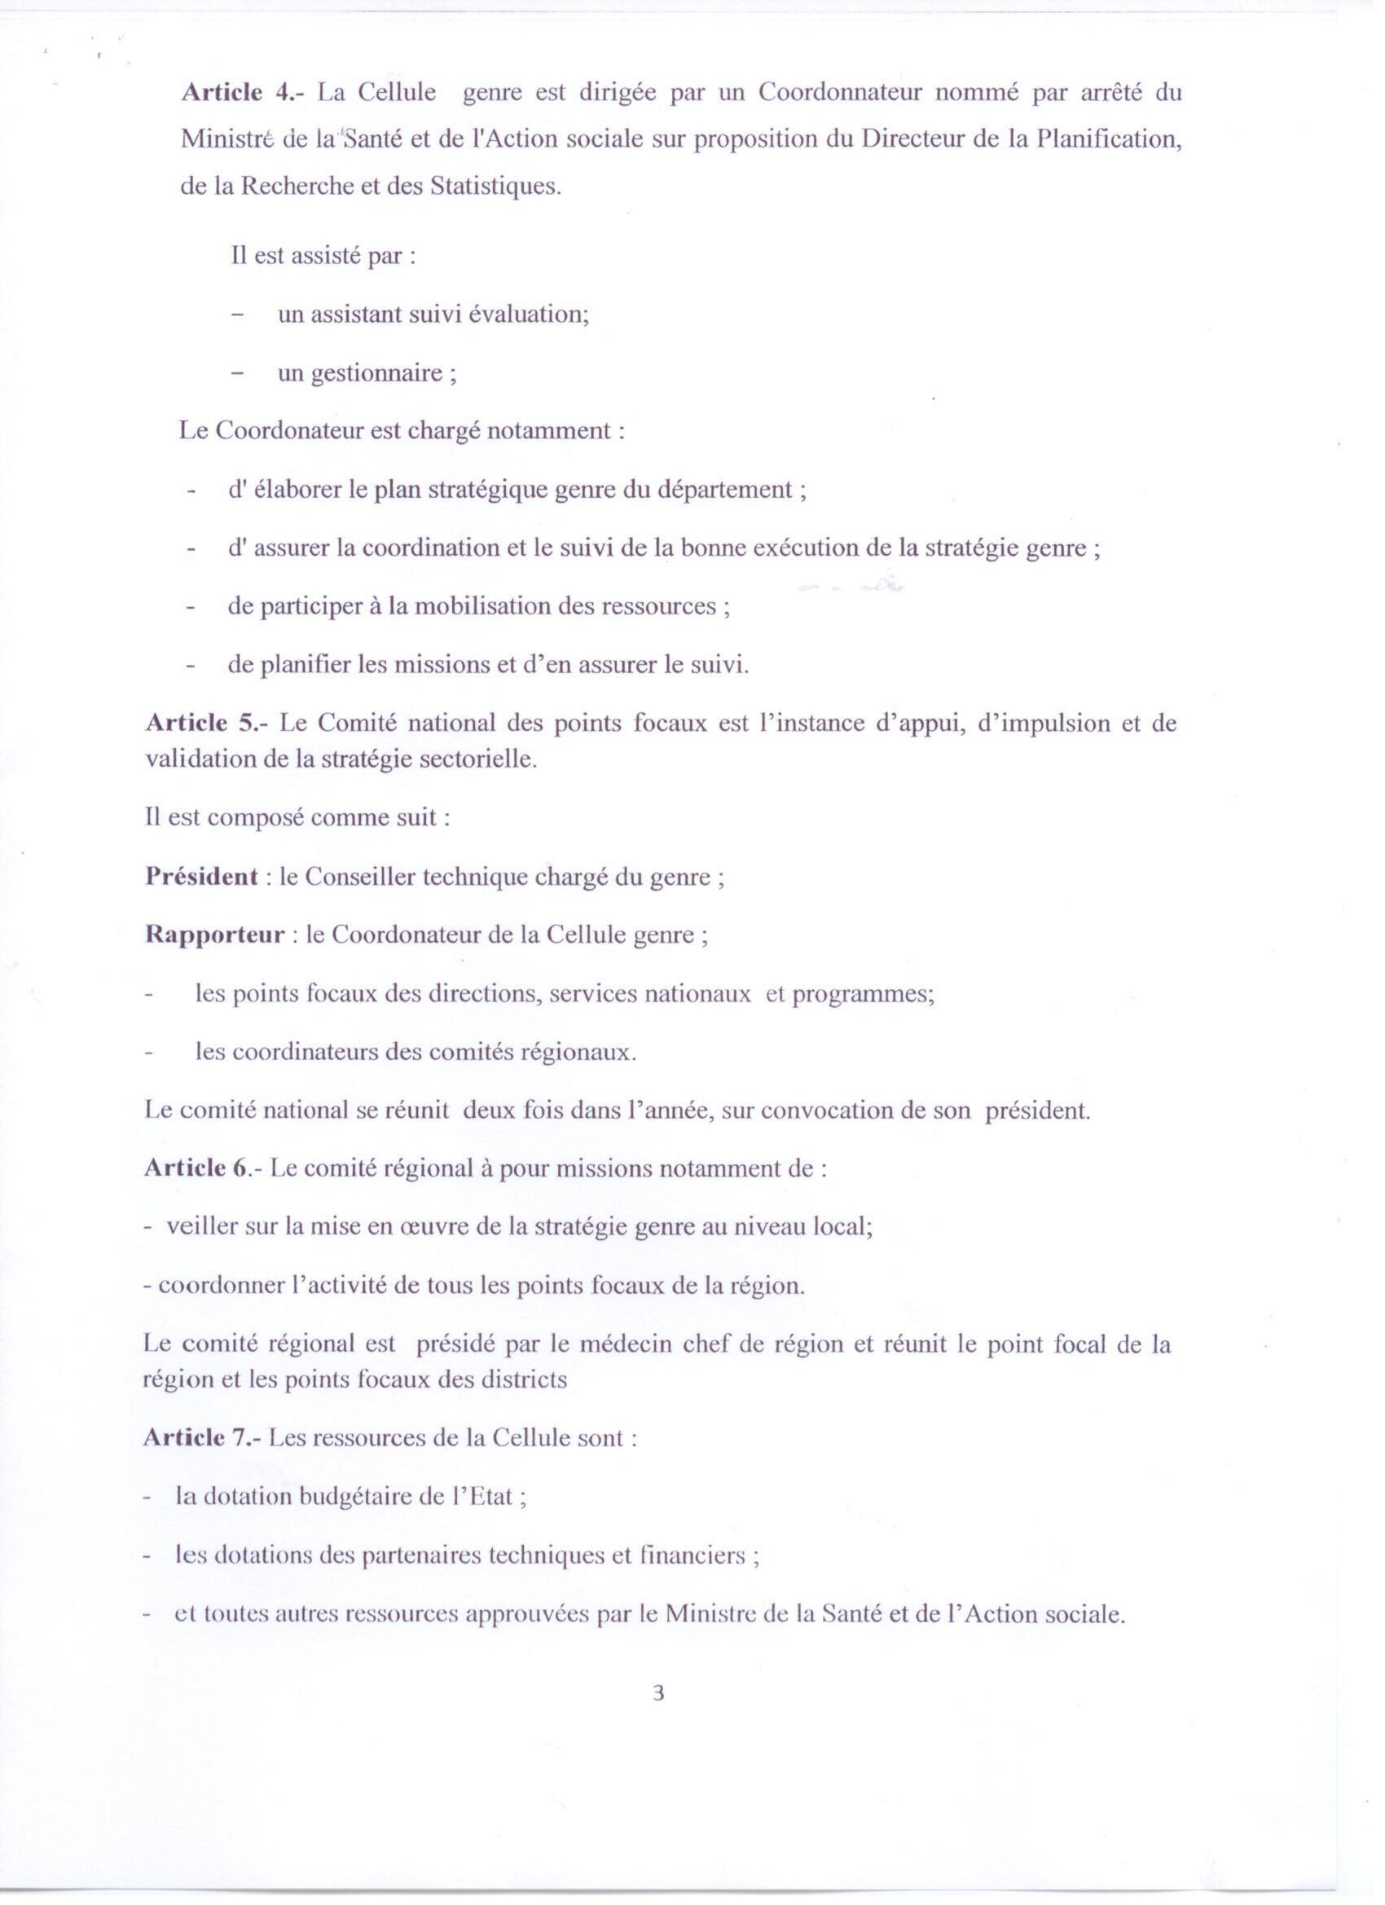 Article 4.- La Cellule genre est dirigée par un Coordonnateur nommé par arrêté du
Ministre de la Santé et de l'Action sociale sur proposition du Directeur de la Planification,
de la Recherche et des Statistiques.
Il est assisté par :
– un assistant suivi évaluation;
– un gestionnaire ;
Le Coordonateur est chargé notamment :
- d' élaborer le plan stratégique genre du département ;
- d' assurer la coordination et le suivi de la bonne exécution de la stratégie genre ;
- de participer à la mobilisation des ressources ;
- de planifier les missions et d’en assurer le suivi.
Article 5.- Le Comité national des points focaux est l’instance d’appui, d’impulsion et de
validation de la stratégie sectorielle.
Il est composé comme suit :
Président : le Conseiller technique chargé du genre ;
Rapporteur : le Coordonateur de la Cellule genre ;
- les points focaux des directions, services nationaux et programmes;
- les coordinateurs des comités régionaux.
Le comité national se réunit deux fois dans l’année, sur convocation de son président.
Article 6.- Le comité régional à pour missions notamment de :
- veiller sur la mise en œuvre de la stratégie genre au niveau local;
- coordonner l’activité de tous les points focaux de la région.
Le comité régional est présidé par le médecin chef de région et réunit le point focal de la
région et les points focaux des districts
Article 7.- Les ressources de la Cellule sont :
- la dotation budgétaire de l’Etat ;
- les dotations des partenaires techniques et financiers ;
- et toutes autres ressources approuvées par le Ministre de la Santé et de l’Action sociale.
3